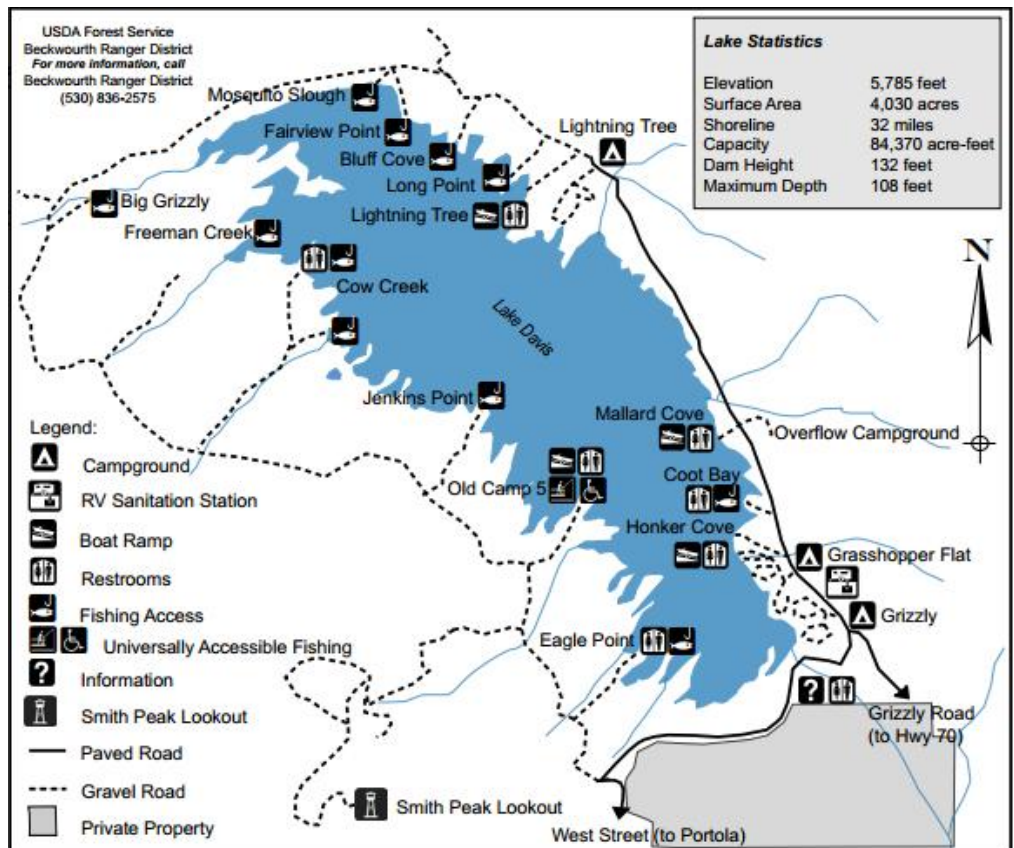 USDA Forest Service
Beckwourth Ranger District
For more information, call
Beckwourth Ranger District
(530) 836-2575
Lake Statistics
Elevation 5,785 feet
Surface Area 4,030 acres
Shoreline 32 miles
Capacity 84,370 acre-feet
Dam Height 132 feet
Maximum Depth 108 feet
Mosquito Slough
Fairview Point
Bluff Cove
Long Point
Lightning Tree
Lightning Tree
Big Grizzly
Freeman Creek
Cow Creek
Lake Davis
N
Jenkins Point
Mallard Cove
Overflow Campground
Coot Bay
Old Camp 5
Honker Cove
Grasshopper Flat
Grizzly
Eagle Point
?
Grizzly Road
(to Hwy 70)
Smith Peak Lookout
West Street (to Portola)
Legend:
Campground
RV Sanitation Station
Boat Ramp
Restrooms
Fishing Access
Universally Accessible Fishing
? Information
Smith Peak Lookout
Paved Road
Gravel Road
Private Property